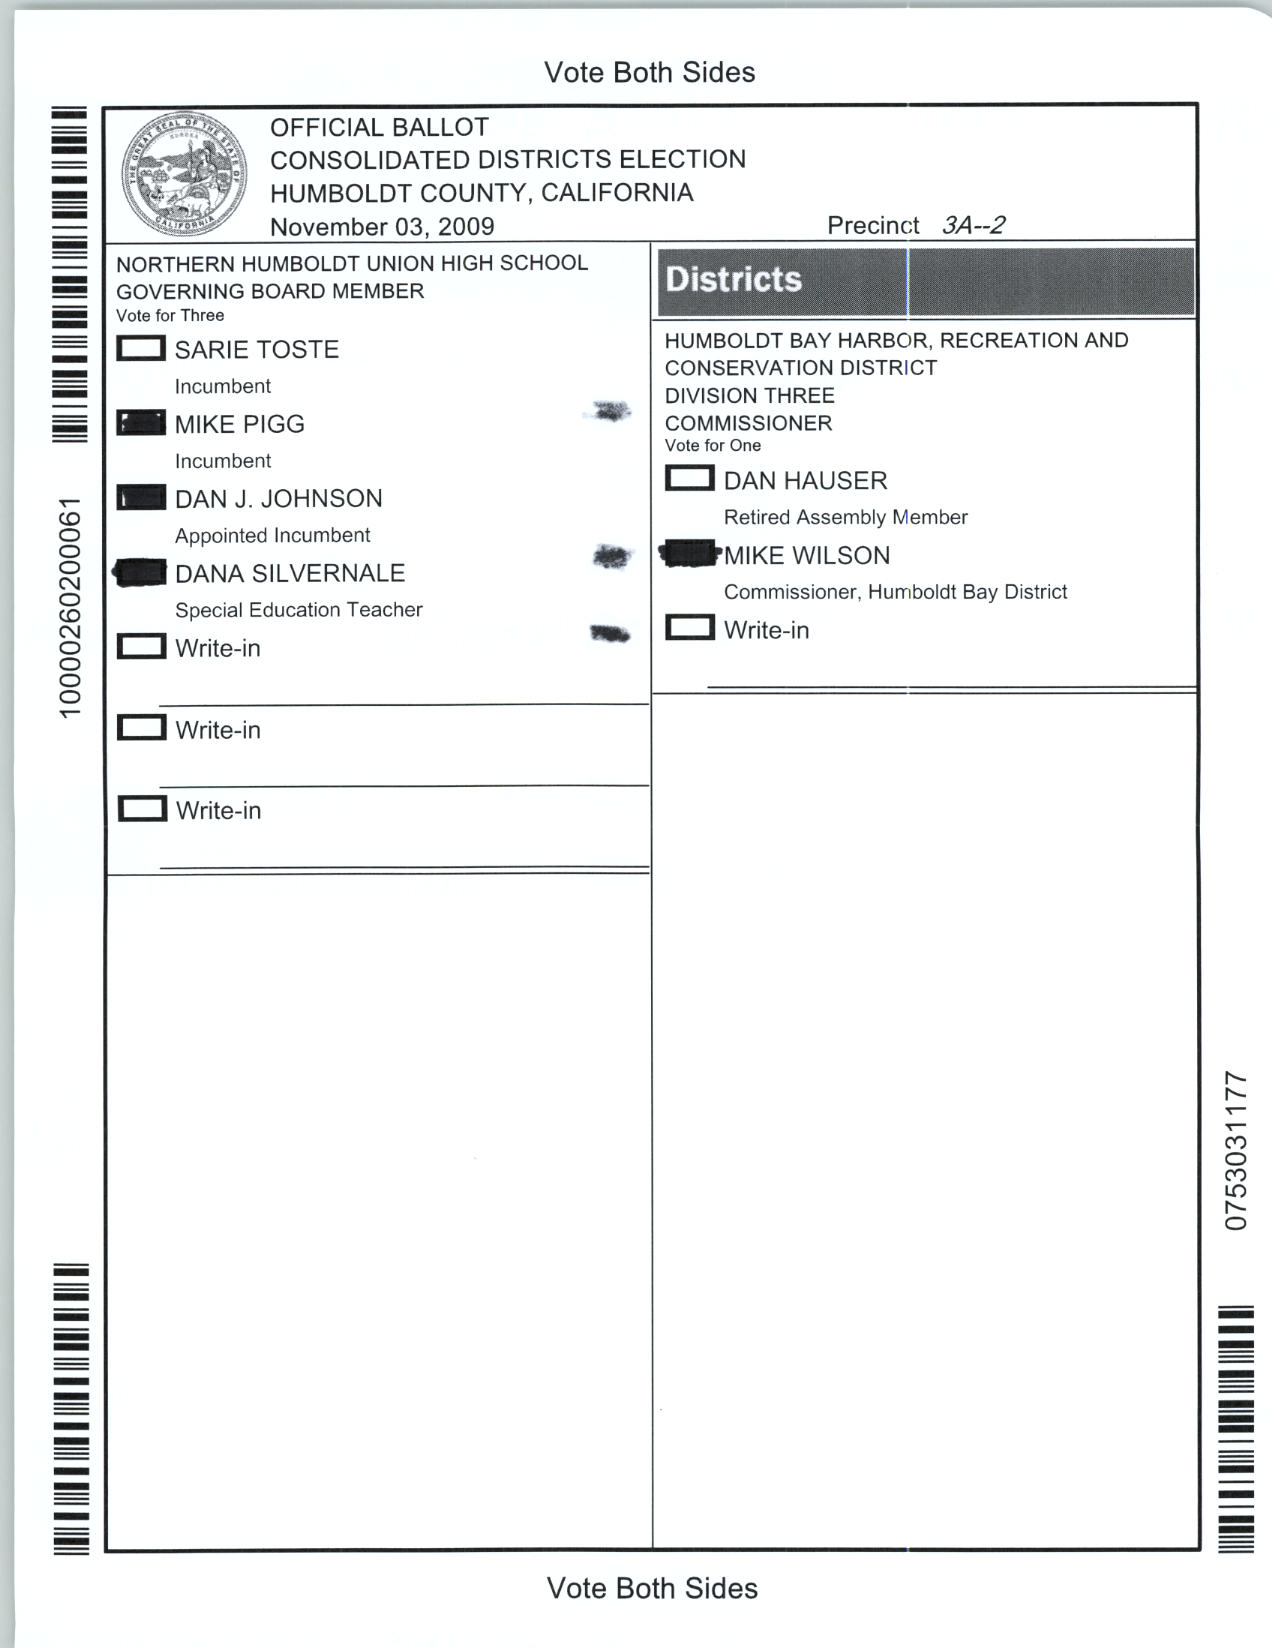 Vote Both Sides
THE GREAT SEAL OF THE STATE OF CALIFORNIA
EUREKA
OFFICIAL BALLOT
CONSOLIDATED DISTRICTS ELECTION
HUMBOLDT COUNTY, CALIFORNIA
November 03, 2009
Precinct 3A--2
NORTHERN HUMBOLDT UNION HIGH SCHOOL
GOVERNING BOARD MEMBER
Vote for Three
SARIE TOSTE
Incumbent
MIKE PIGG
Incumbent
DAN J. JOHNSON
Appointed Incumbent
DANA SILVERNALE
Special Education Teacher
Write-in
Write-in
Write-in
Districts
HUMBOLDT BAY HARBOR, RECREATION AND
CONSERVATION DISTRICT
DIVISION THREE
COMMISSIONER
Vote for One
DAN HAUSER
Retired Assembly Member
MIKE WILSON
Commissioner, Humboldt Bay District
Write-in
10000260200061
0753031177
Vote Both Sides